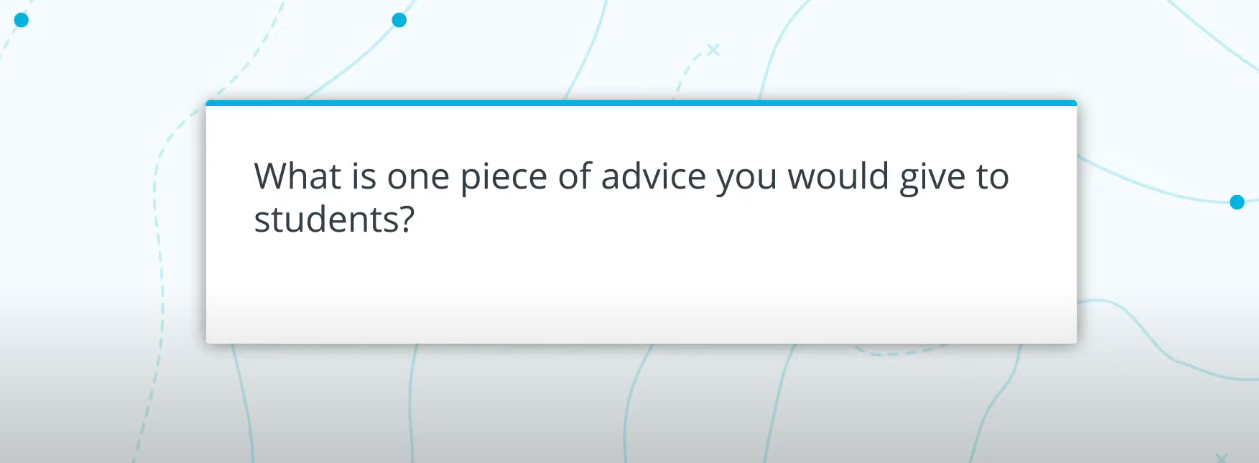 What is one piece of advice you would give to
students?